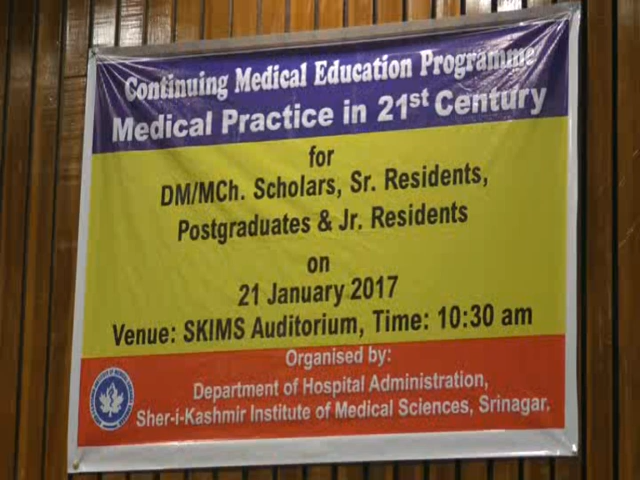 Continuing Medical Education Programme
Medical Practice in 21st Century
for
DM/MCh. Scholars, Sr. Residents,
Postgraduates & Jr. Residents
on
21 January 2017
Venue: SKIMS Auditorium, Time: 10:30 am
Organised by:
Department of Hospital Administration,
Sher-i-Kashmir Institute of Medical Sciences, Srinagar.